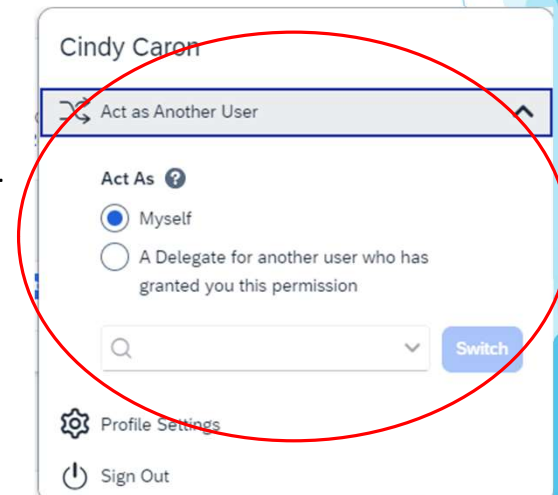 Cindy Caron
Act as Another User
Act As ?
Myself
A Delegate for another user who has
granted you this permission
Switch
Profile Settings
Sign Out